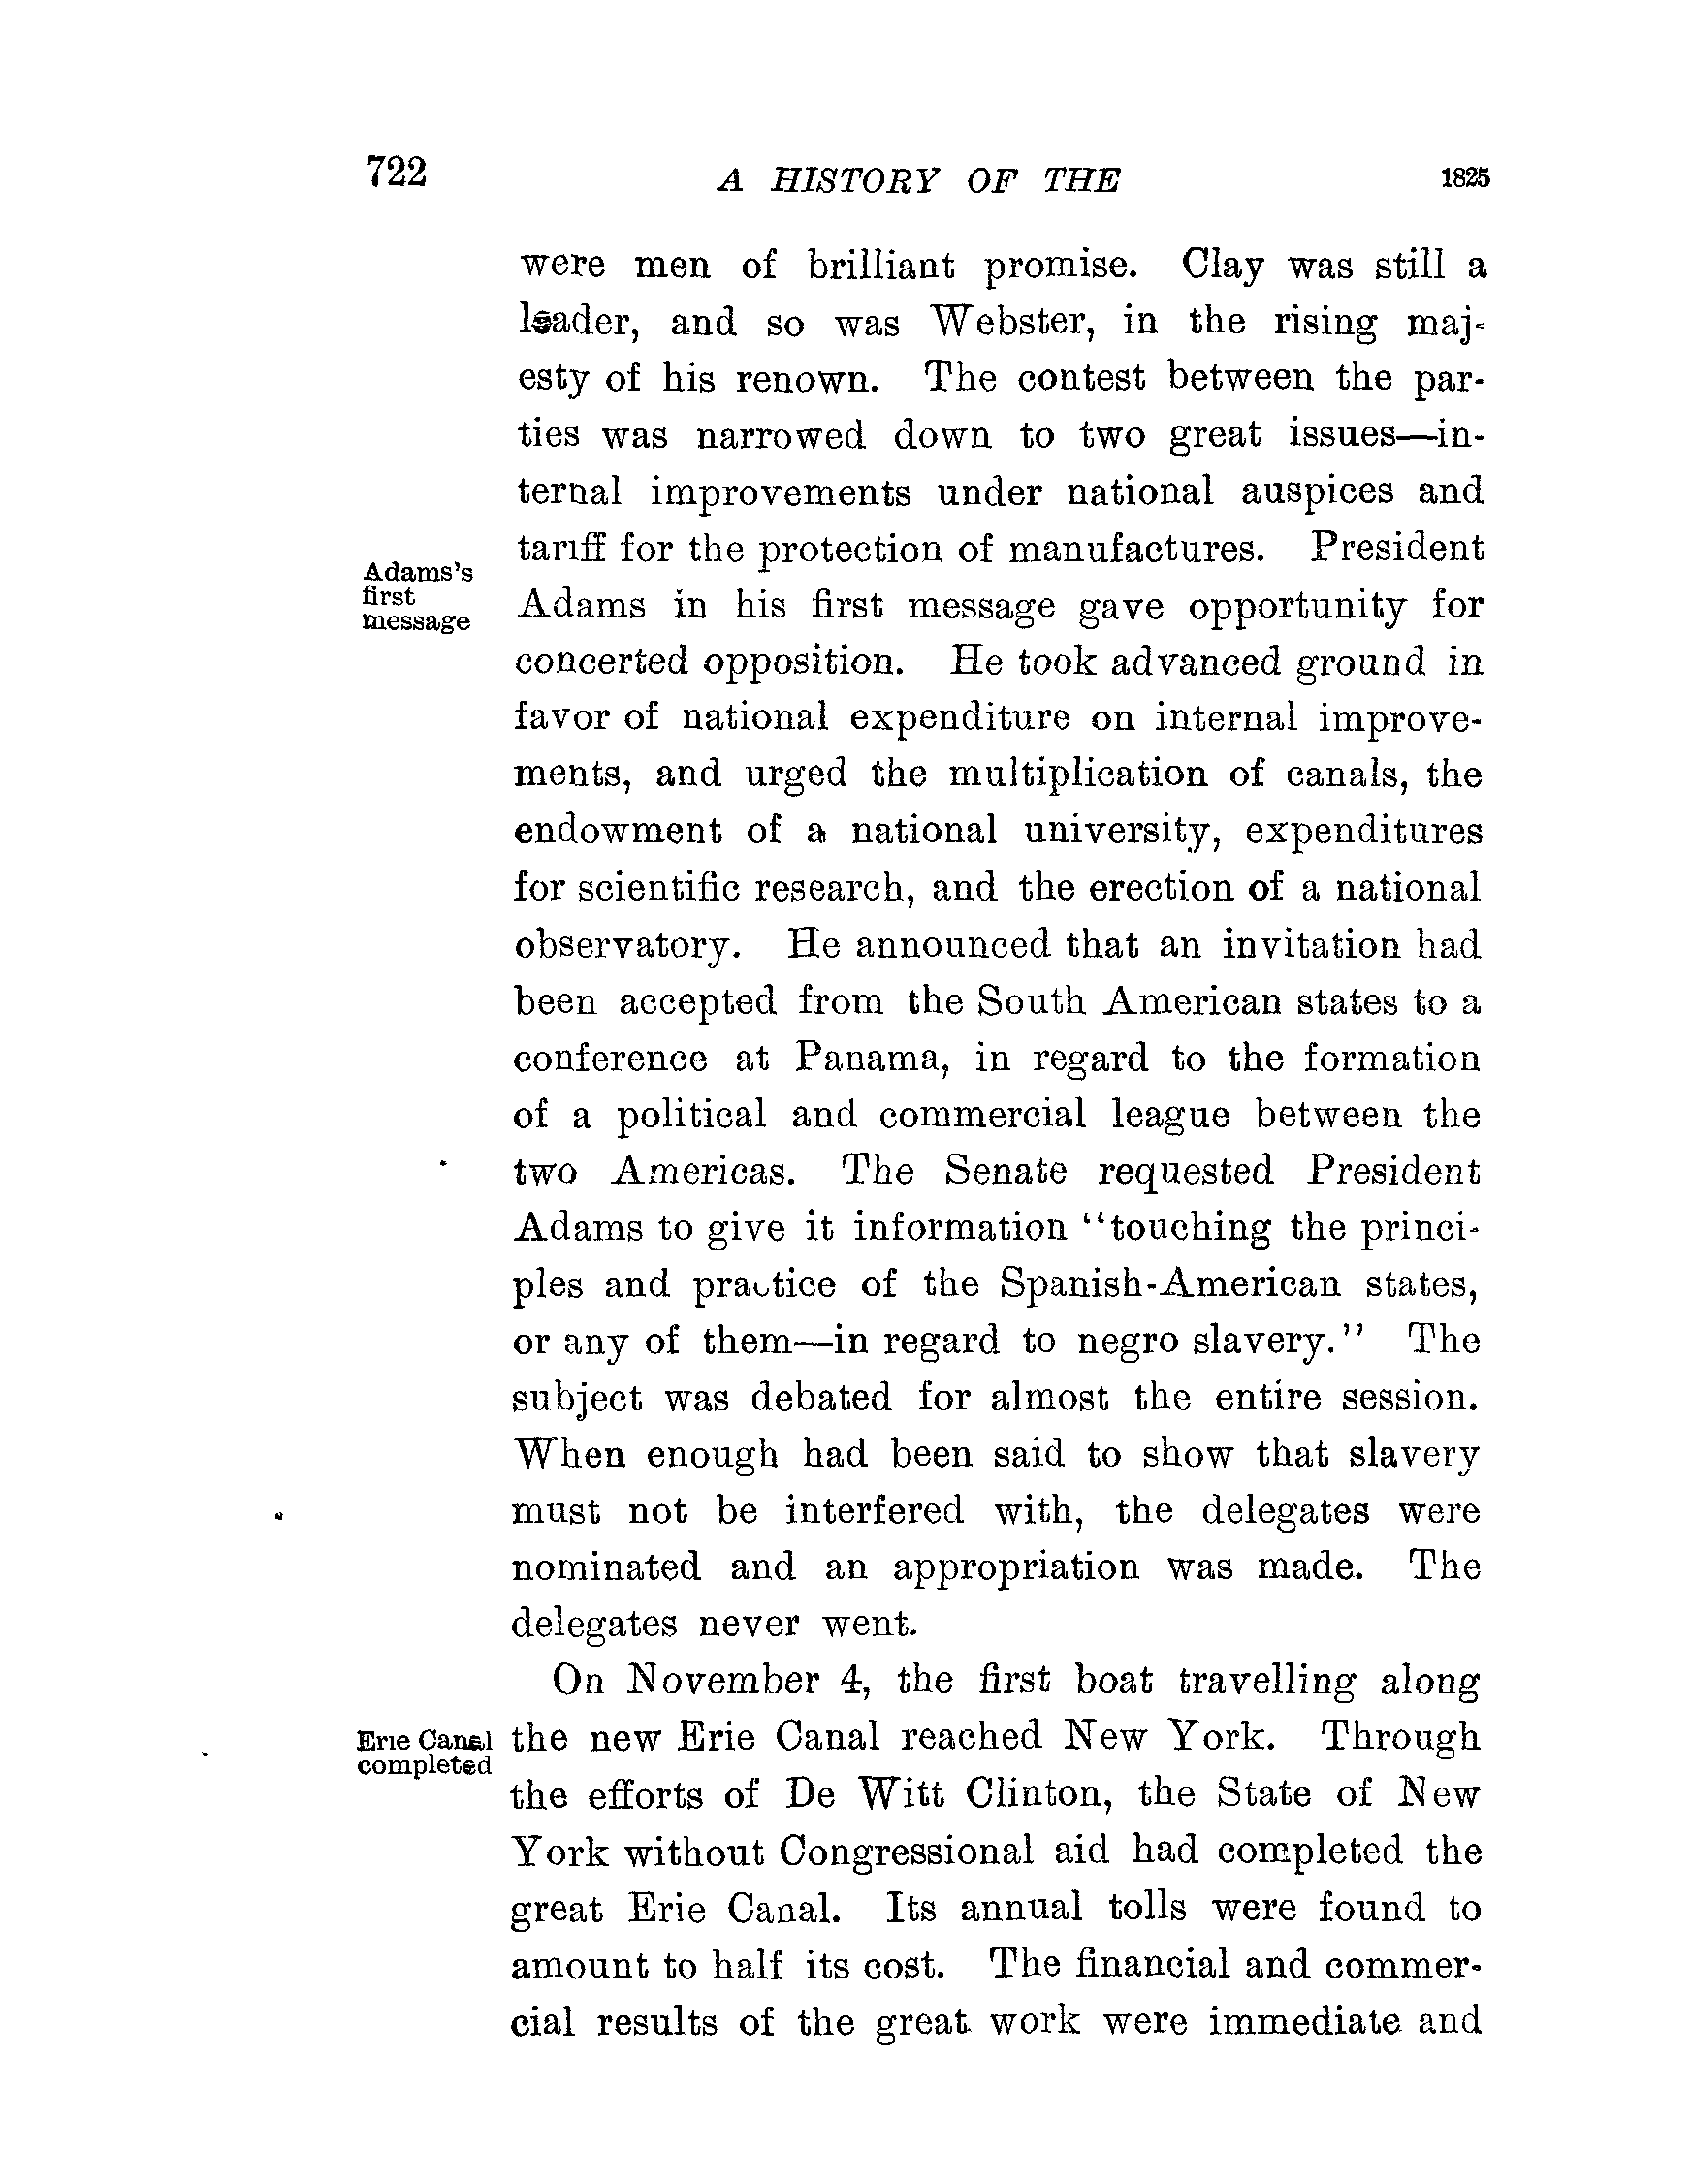 722
A HISTORY OF THE
1825
were men of brilliant promise. Clay was still a
leader, and so was Webster, in the rising maj-
esty of his renown. The contest between the par-
ties was narrowed down to two great issues—in-
ternal improvements under national auspices and
tariff for the protection of manufactures. President
Adams's
first
message
Adams in his first message gave opportunity for
concerted opposition. He took advanced ground in
favor of national expenditure on internal improve-
ments, and urged the multiplication of canals, the
endowment of a national university, expenditures
for scientific research, and the erection of a national
observatory. He announced that an invitation had
been accepted from the South American states to a
conference at Panama, in regard to the formation
of a political and commercial league between the
two Americas. The Senate requested President
Adams to give it information "touching the princi-
ples and practice of the Spanish-American states,
or any of them—in regard to negro slavery." The
subject was debated for almost the entire session.
When enough had been said to show that slavery
must not be interfered with, the delegates were
nominated and an appropriation was made. The
delegates never went.
On November 4, the first boat travelling along
Erie Canal
completed
the new Erie Canal reached New York. Through
the efforts of De Witt Clinton, the State of New
York without Congressional aid had completed the
great Erie Canal. Its annual tolls were found to
amount to half its cost. The financial and commer-
cial results of the great work were immediate and